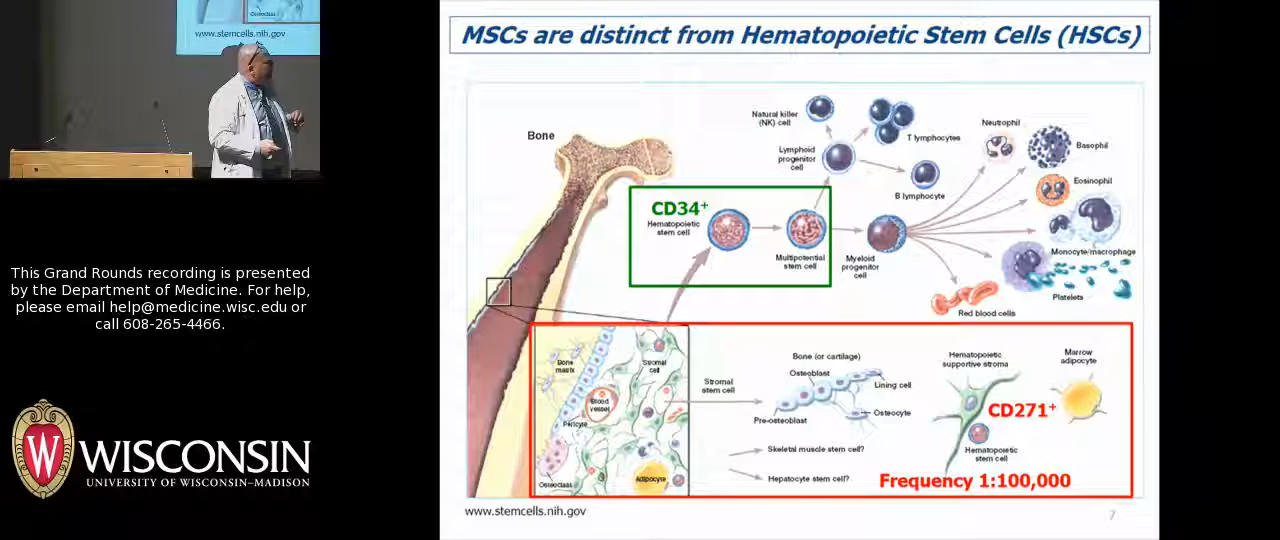 Osteoclast
www.stemcells.nih.gov
This Grand Rounds recording is presented
by the Department of Medicine. For help,
please email help@medicine.wisc.edu or
call 608-265-4466.
W
WISCONSIN
UNIVERSITY OF WISCONSIN–MADISON
MSCs are distinct from Hematopoietic Stem Cells (HSCs)
Bone
Natural killer
(NK) cell
T lymphocytes
Lymphoid
progenitor
cell
B lymphocyte
Neutrophil
Basophil
Eosinophil
CD34+
Hematopoietic
stem cell
Multipotential
stem cell
Myeloid
progenitor
cell
Monocyte/macrophage
Platelets
Red blood cells
Bone
matrix
Stromal
cell
Blood
vessel
Pericyte
Osteoclast
Adipocyte
Stromal
stem cell
Bone (or cartilage)
Osteoblast
Lining cell
Pre-osteoblast
Osteocyte
Skeletal muscle stem cell?
Hepatocyte stem cell?
Hematopoietic
supportive stroma
Marrow
adipocyte
CD271+
Hematopoietic
stem cell
Frequency 1:100,000
www.stemcells.nih.gov
7